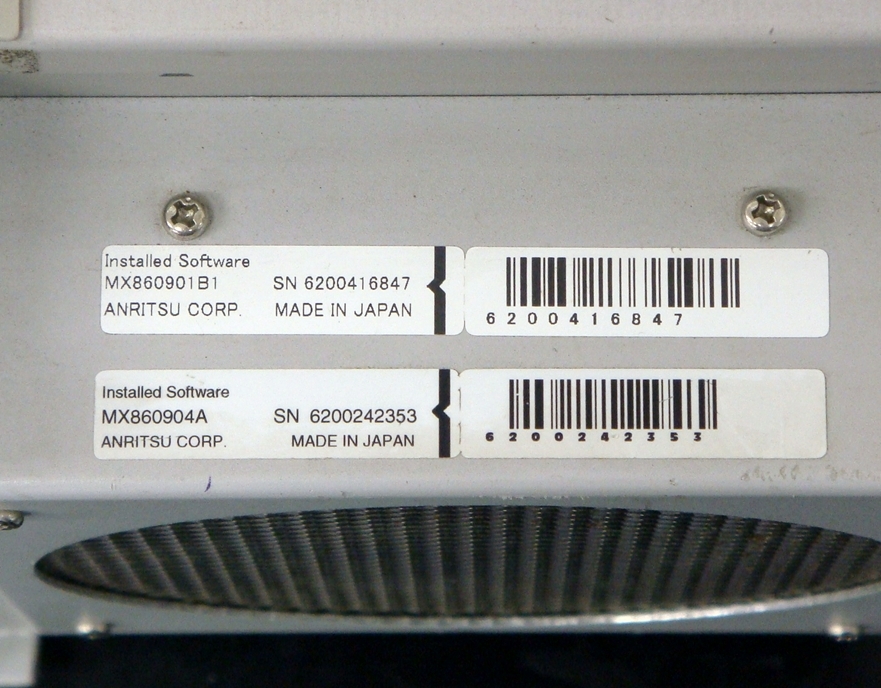 Installed Software
MX860901B1 SN 6200416847
ANRITSU CORP. MADE IN JAPAN
6200416847
Installed Software
MX860904A SN 6200242353
ANRITSU CORP. MADE IN JAPAN
6200242353